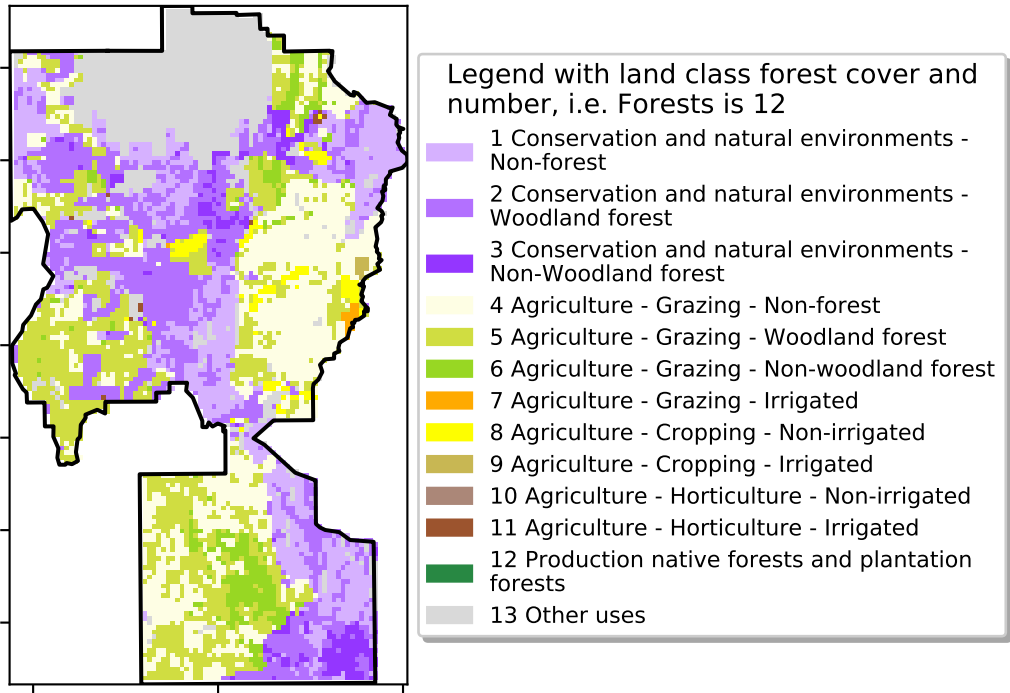 Legend with land class forest cover and
number, i.e. Forests is 12
1 Conservation and natural environments -
Non-forest
2 Conservation and natural environments -
Woodland forest
3 Conservation and natural environments -
Non-Woodland forest
4 Agriculture - Grazing - Non-forest
5 Agriculture - Grazing - Woodland forest
6 Agriculture - Grazing - Non-woodland forest
7 Agriculture - Grazing - Irrigated
8 Agriculture - Cropping - Non-irrigated
9 Agriculture - Cropping - Irrigated
10 Agriculture - Horticulture - Non-irrigated
11 Agriculture - Horticulture - Irrigated
12 Production native forests and plantation
forests
13 Other uses